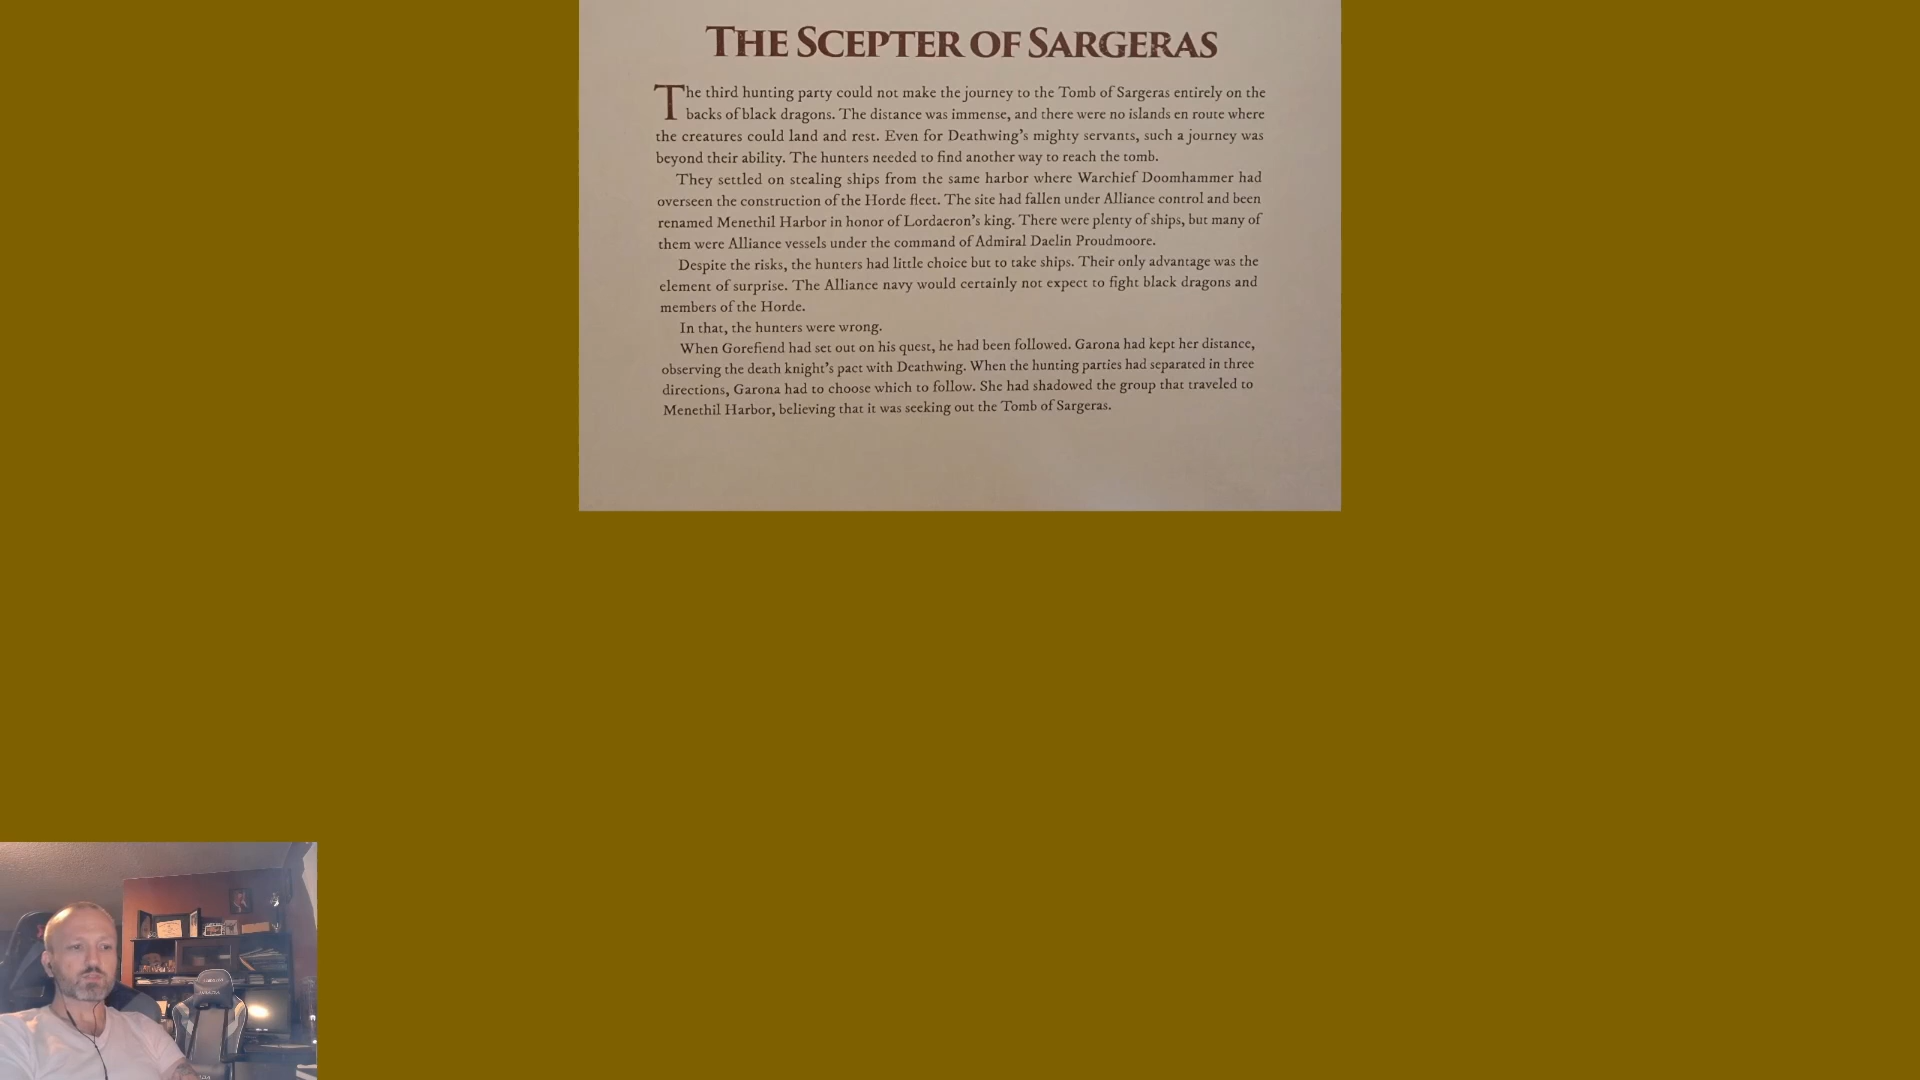 THE SCEPTER OF SARGERAS
The third hunting party could not make the journey to the Tomb of Sargeras entirely on the
backs of black dragons. The distance was immense, and there were no islands en route where
the creatures could land and rest. Even for Deathwing's mighty servants, such a journey was
beyond their ability. The hunters needed to find another way to reach the tomb.
They settled on stealing ships from the same harbor where Warchief Doomhammer had
overseen the construction of the Horde fleet. The site had fallen under Alliance control and been
renamed Menethil Harbor in honor of Lordaeron's king. There were plenty of ships, but many of
them were Alliance vessels under the command of Admiral Daelin Proudmoore.
Despite the risks, the hunters had little choice but to take ships. Their only advantage was the
element of surprise. The Alliance navy would certainly not expect to fight black dragons and
members of the Horde.
In that, the hunters were wrong.
When Gorefiend had set out on his quest, he had been followed. Garona had kept her distance,
observing the death knight's pact with Deathwing. When the hunting parties had separated in three
directions, Garona had to choose which to follow. She had shadowed the group that traveled to
Menethil Harbor, believing that it was seeking out the Tomb of Sargeras.